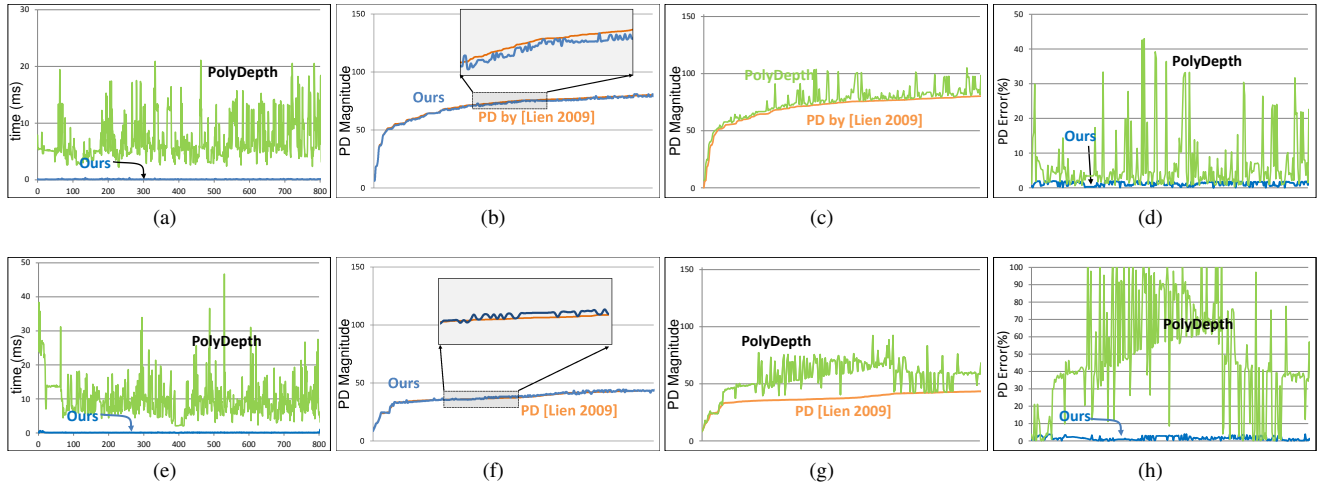 30
20
10
0
time (ms)
PolyDepth
Ours
0 100 200 300 400 500 600 700 800
(a)
150
100
50
0
PD Magnitude
Ours
PD by [Lien 2009]
(b)
150
100
50
0
PD Magnitude
PolyDepth
PD by [Lien 2009]
(c)
50
40
30
20
10
0
PD Error(%)
PolyDepth
Ours
(d)
50
40
30
20
10
0
time (ms)
PolyDepth
Ours
0 100 200 300 400 500 600 700 800
(e)
150
100
50
0
PD Magnitude
Ours
PD [Lien 2009]
(f)
150
100
50
0
PD Magnitude
PolyDepth
PD [Lien 2009]
(g)
100
90
80
70
60
50
40
30
20
10
0
PD Error(%)
PolyDepth
Ours
(h)